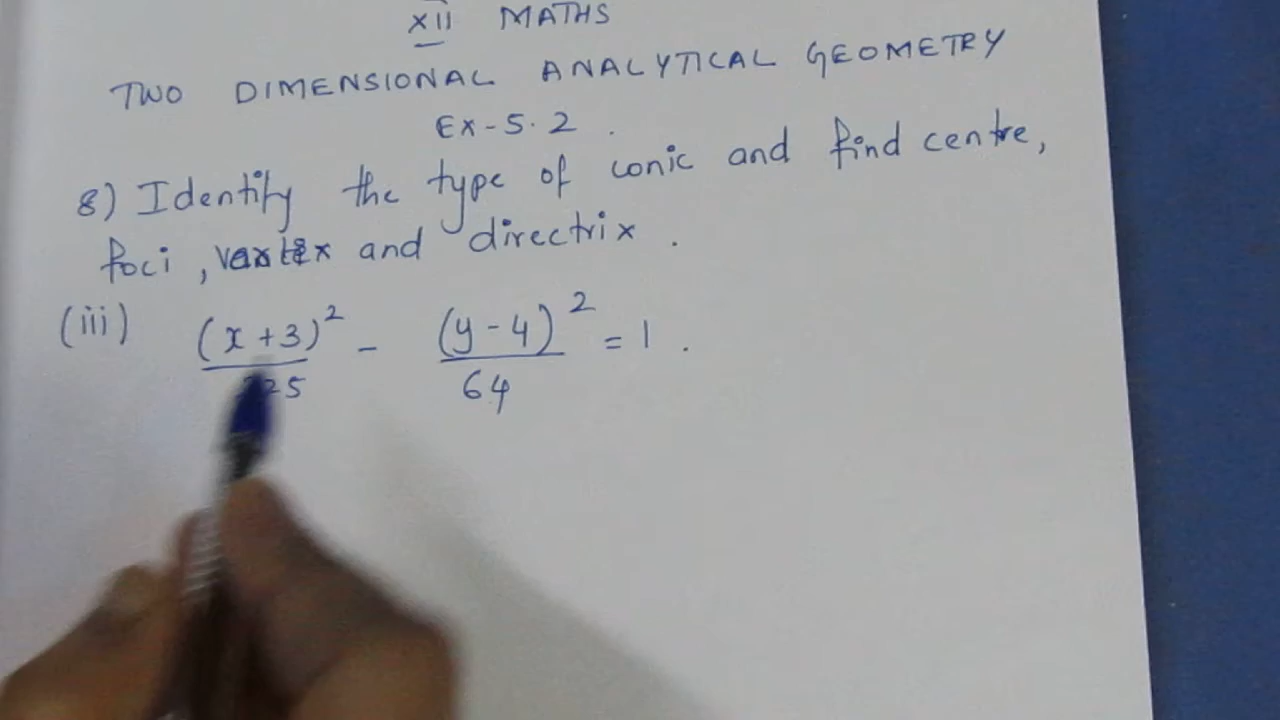 XII MATHS
TWO DIMENSIONAL ANALYTICAL GEOMETRY
Ex-5.2.
8) Identify the type of conic and find centre,
foci, vertex and directrix.
(iii) (x+3)² / 225 - (y-4)² / 64 = 1.